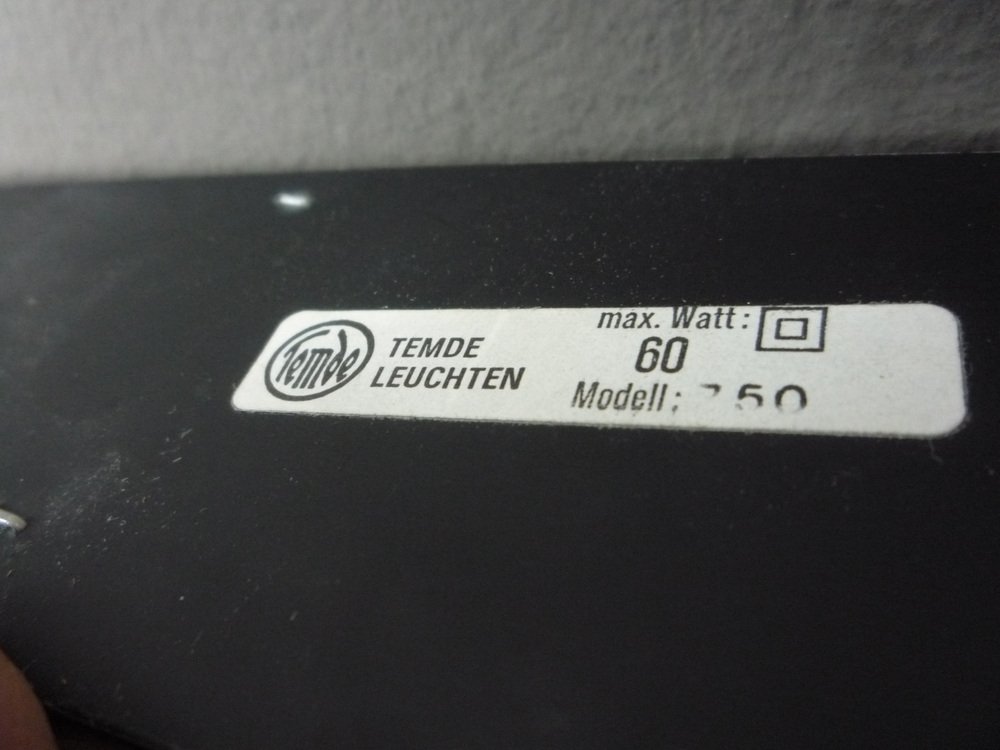 Temde
TEMDE
LEUCHTEN
max. Watt:
60
Modell: